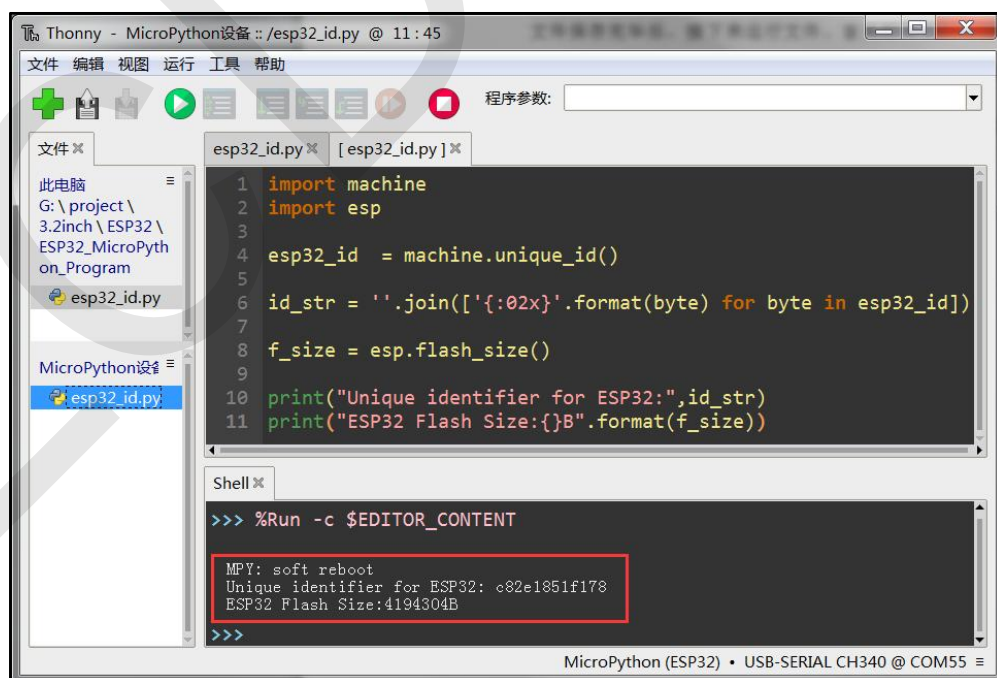 Thonny - MicroPython设备 :: /esp32_id.py @ 11 : 45
文件 编辑 视图 运行 工具 帮助
程序参数:
文件
此电脑
G: \ project \
3.2inch \ ESP32 \
ESP32_MicroPyth
on_Program
esp32_id.py
MicroPython设备
esp32_id.py
esp32_id.py [ esp32_id.py ]
1 import machine
2 import esp
3
4 esp32_id  = machine.unique_id()
5
6 id_str = ''.join(['{:02x}'.format(byte) for byte in esp32_id])
7
8 f_size = esp.flash_size()
9
10 print("Unique identifier for ESP32:",id_str)
11 print("ESP32 Flash Size:{}B".format(f_size))
Shell
>>> %Run -c $EDITOR_CONTENT
MPY: soft reboot
Unique identifier for ESP32: c82e1851f178
ESP32 Flash Size:4194304B
>>>
MicroPython (ESP32) • USB-SERIAL CH340 @ COM55